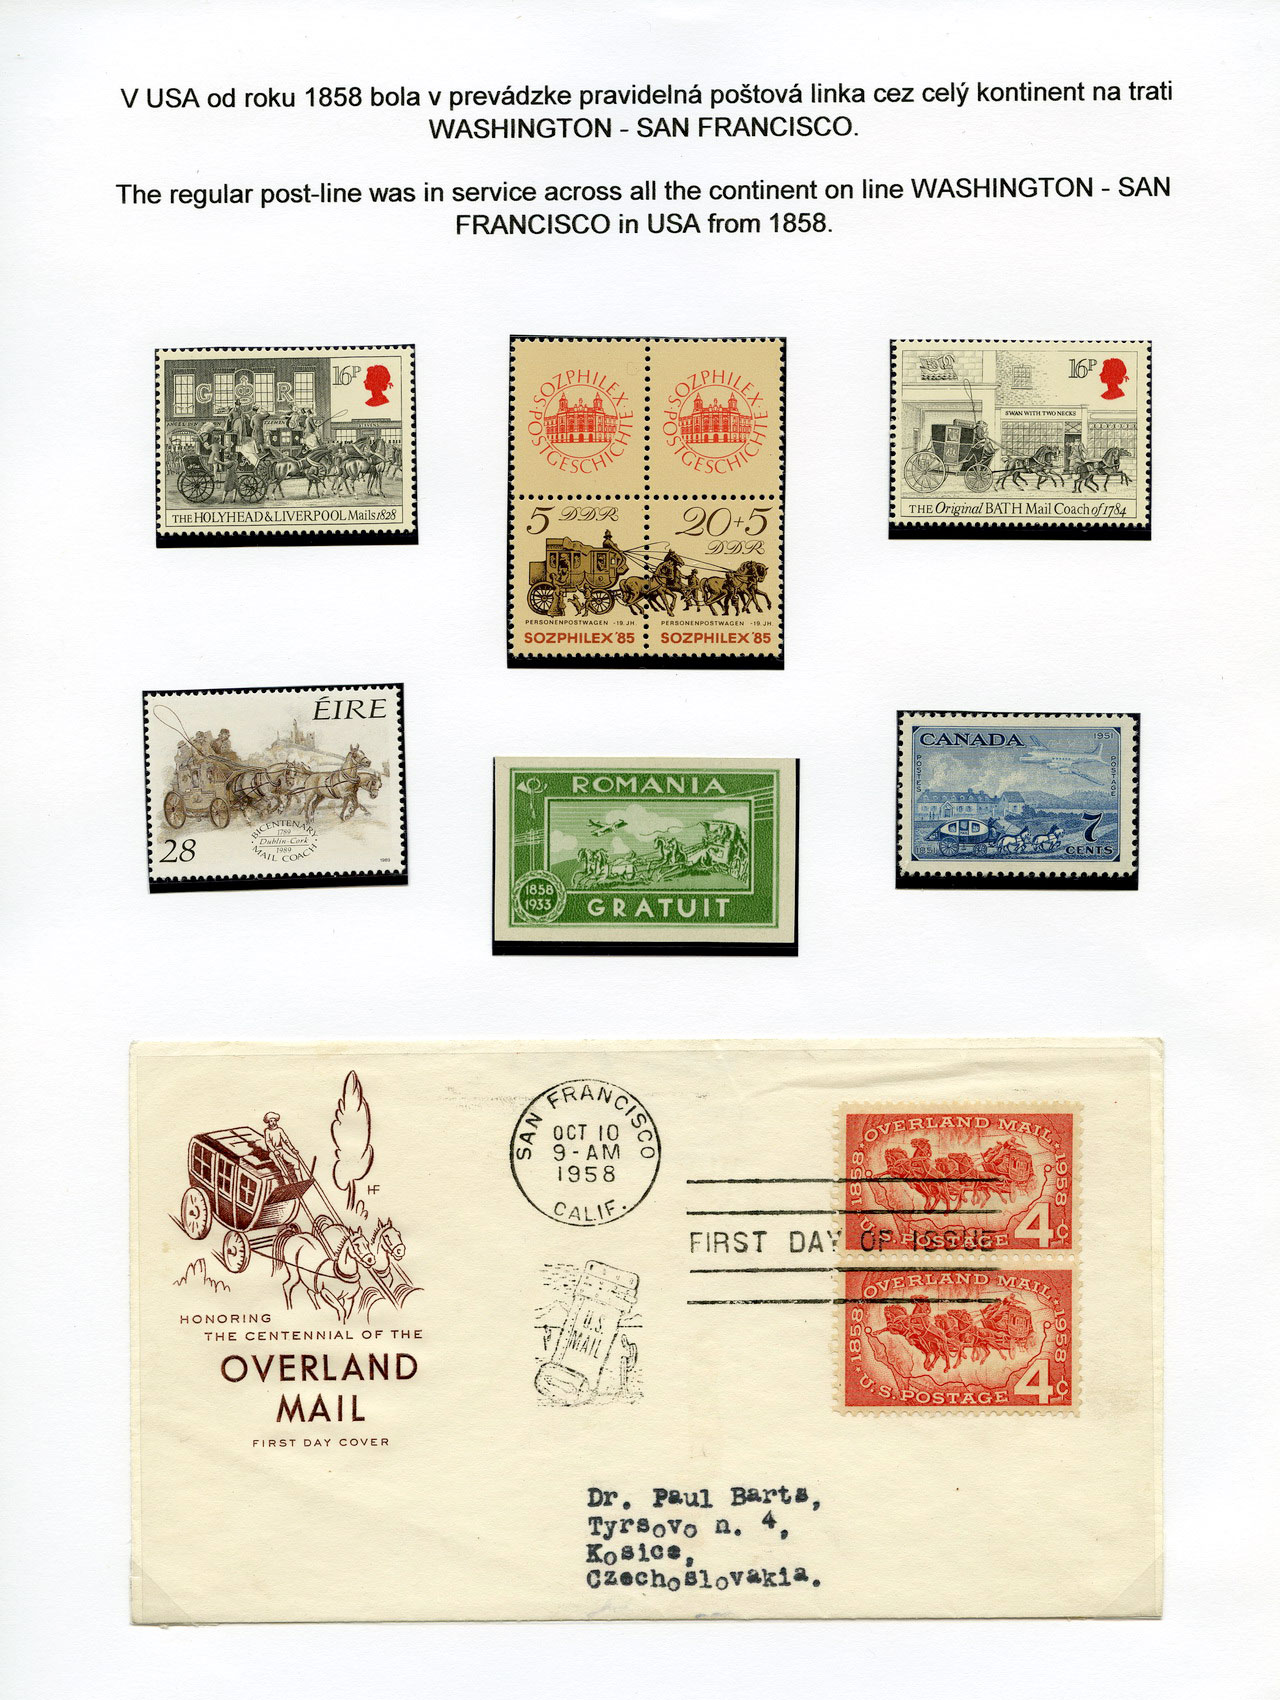 V USA od roku 1858 bola v prevádzke pravidelná poštová linka cez celý kontinent na trati
WASHINGTON - SAN FRANCISCO.
The regular post-line was in service across all the continent on line WASHINGTON - SAN
FRANCISCO in USA from 1858.
G R
16P
THE HOLYHEAD & LIVERPOOL Mails 1828
SOZPHILEX·
POSTGESCHICHTE·
SOZPHILEX·
POSTGESCHICHTE·
5 DDR
20+5
DDR
PERSONENPOSTWAGEN -19. JH
PERSONENPOSTWAGEN -19. JH
SOZPHILEX '85
SOZPHILEX '85
16P
SWAN WITH TWO NECKS
THE Original BATH Mail Coach of 1784
ÉIRE
28
BICENTENARY
1789
Dublin-Cork
1989
MAIL COACH
1989
ROMANIA
1858
1933
GRATUIT
CANADA
1951
POSTES
POSTAGE
1851
7
CENTS
HF
HONORING
THE CENTENNIAL OF THE
OVERLAND
MAIL
FIRST DAY COVER
SAN FRANCISCO
OCT 10
9-AM
1958
CALIF.
FIRST DAY OF ISSUE
U.S.
MAIL
OVERLAND MAIL
1858
1958
U.S. POSTAGE 4c
OVERLAND MAIL
1858
1958
U.S. POSTAGE 4c
Dr. Paul Barts,
Tyrsovo n. 4,
Kosice,
Czechoslovakia.